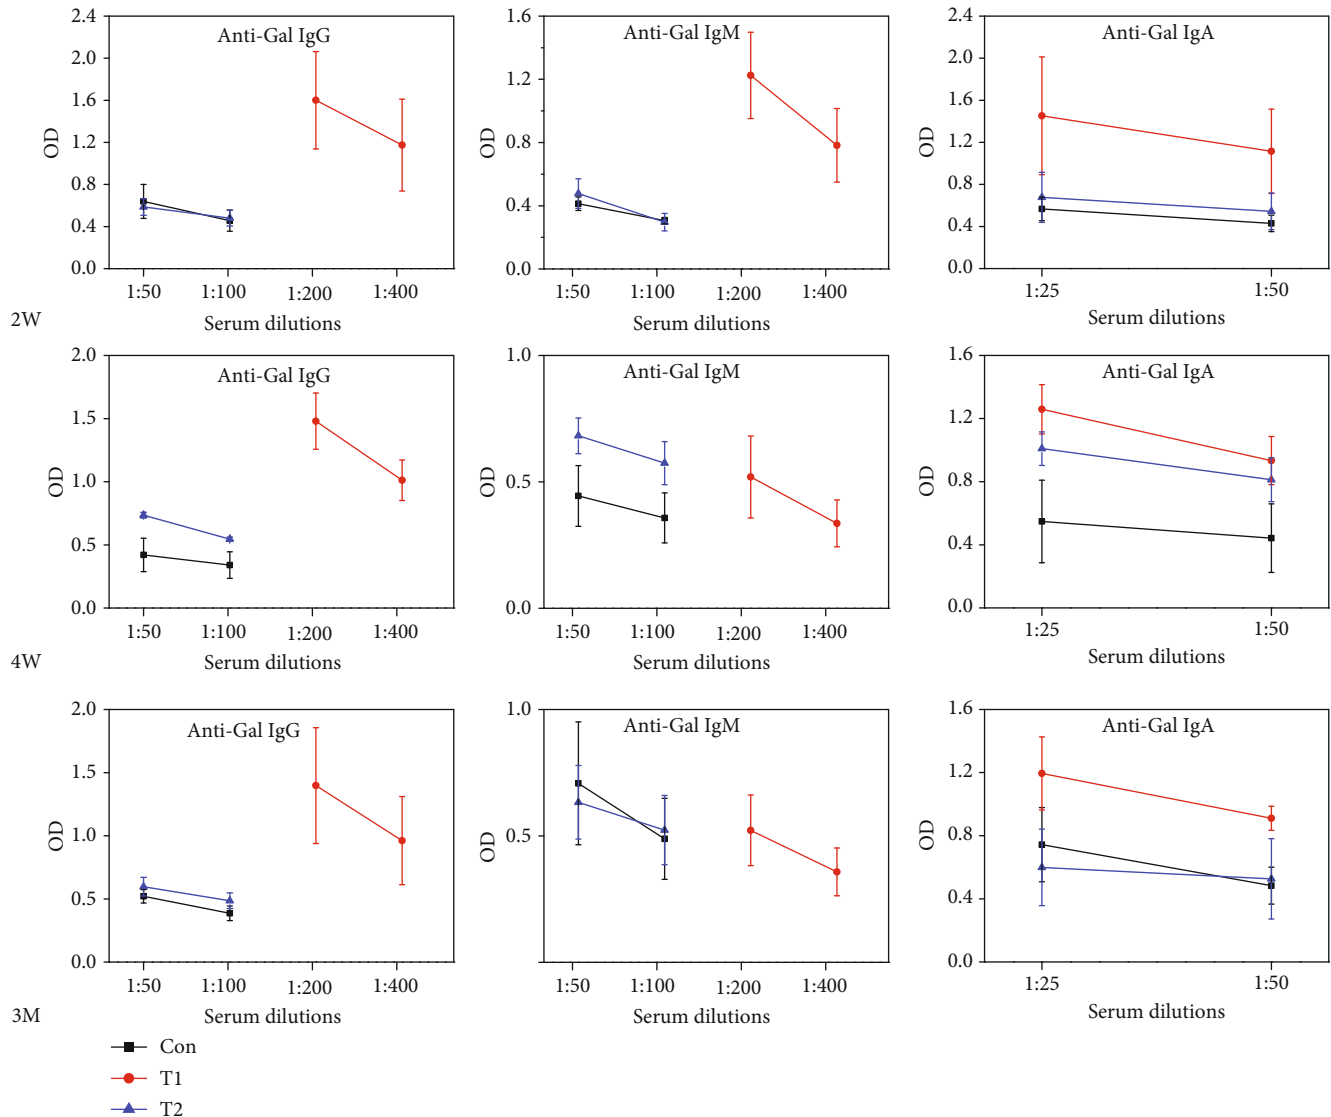 Anti-Gal IgG
OD
2.4
2.0
1.6
1.2
0.8
0.4
0.0
1:50 1:100 1:200 1:400
Serum dilutions
Anti-Gal IgM
OD
1.6
1.2
0.8
0.4
0.0
1:50 1:100 1:200 1:400
Serum dilutions
Anti-Gal IgA
OD
2.4
2.0
1.6
1.2
0.8
0.4
0.0
1:25 1:50
Serum dilutions
2W
Anti-Gal IgG
OD
2.0
1.5
1.0
0.5
0.0
1:50 1:100 1:200 1:400
Serum dilutions
Anti-Gal IgM
OD
1.0
0.5
0.0
1:50 1:100 1:200 1:400
Serum dilutions
Anti-Gal IgA
OD
1.6
1.2
0.8
0.4
0.0
1:25 1:50
Serum dilutions
4W
Anti-Gal IgG
OD
2.0
1.5
1.0
0.5
0.0
1:50 1:100 1:200 1:400
Serum dilutions
Anti-Gal IgM
OD
1.0
0.5
1:50 1:100 1:200 1:400
Serum dilutions
Anti-Gal IgA
OD
1.6
1.2
0.8
0.4
0.0
1:25 1:50
Serum dilutions
3M
Con
T1
T2